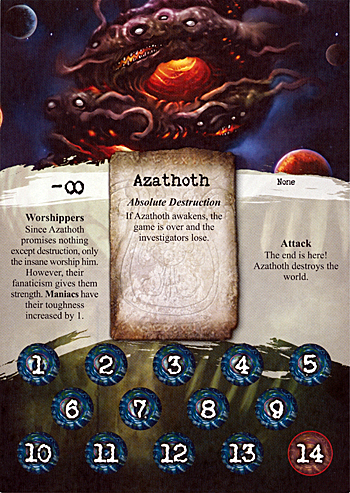 -∞
Azathoth
None
Absolute Destruction
If Azathoth awakens, the
game is over and the
investigators lose.
Worshippers
Since Azathoth
promises nothing
except destruction, only
the insane worship him.
However, their
fanaticism gives them
strength. Maniacs have
their toughness
increased by 1.
Attack
The end is here!
Azathoth destroys the
world.
1 2 3 4 5
6 7 8 9
10 11 12 13 14